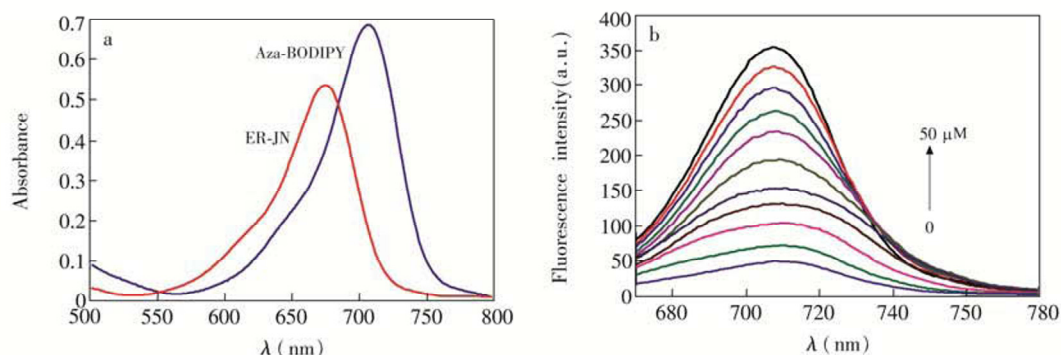 a
0.7
0.6
0.5
0.4
0.3
0.2
0.1
0
Absorbance
Aza-BODIPY
ER-JN
500 550 600 650 700 750 800
λ ( nm )
b
400
350
300
250
200
150
100
50
0
Fluorescence intensity(a.u.)
50 μM
0
680 700 720 740 760 780
λ ( nm )